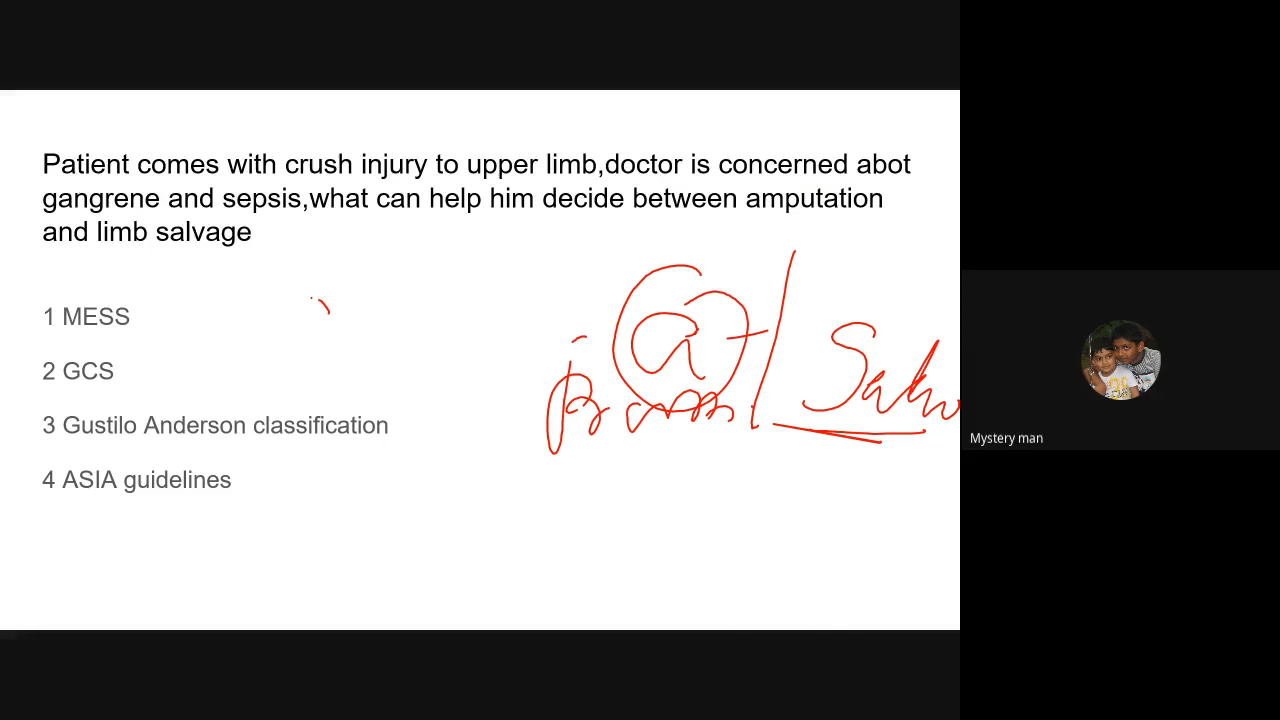 Patient comes with crush injury to upper limb,doctor is concerned abot
gangrene and sepsis,what can help him decide between amputation
and limb salvage
1 MESS
2 GCS
3 Gustilo Anderson classification
4 ASIA guidelines
Mystery man